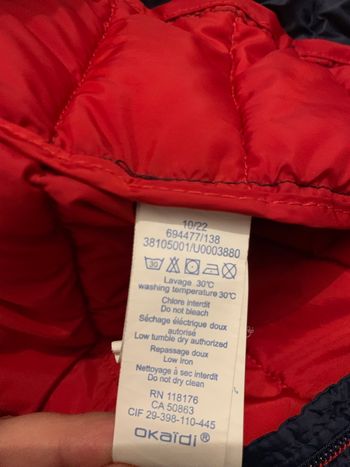 10/22
694477/138
38105001/U0003880
30
Lavage 30°C
washing temperature 30°C
Chlore interdit
Do not bleach
Séchage électrique doux
autorisé
Low tumble dry authorized
Repassage doux
Low Iron
Nettoyage à sec interdit
Do not dry clean
RN 118176
CA 50863
CIF 29-398-110-445
okaïdi®